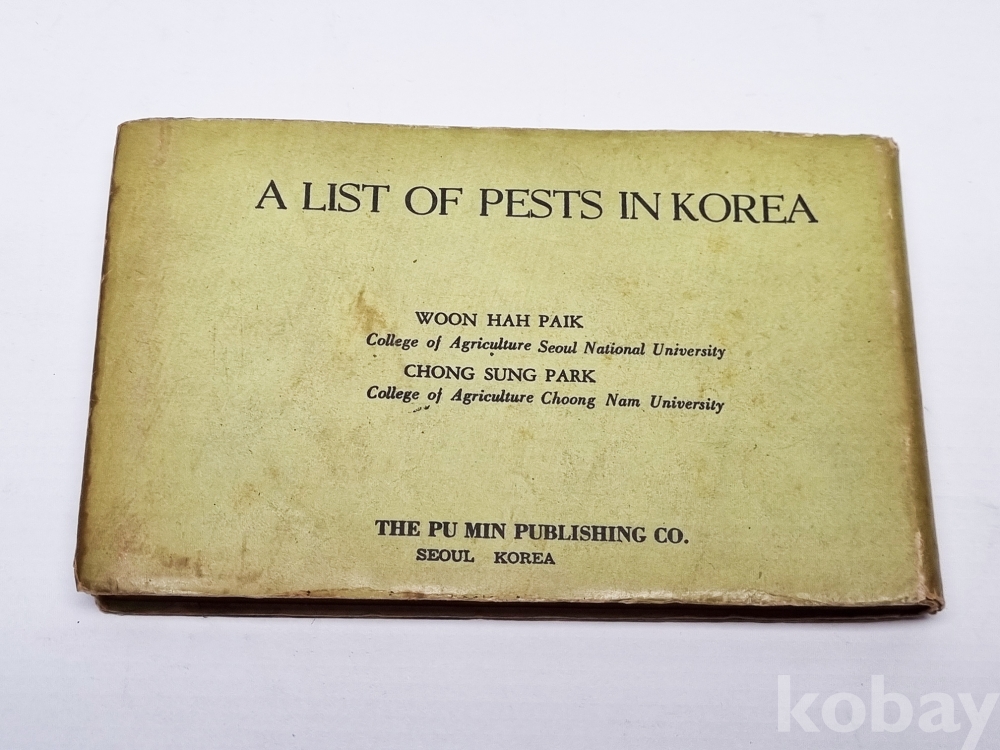 A LIST OF PESTS IN KOREA
WOON HAH PAIK
College of Agriculture Seoul National University
CHONG SUNG PARK
College of Agriculture Choong Nam University
THE PU MIN PUBLISHING CO.
SEOUL KOREA
kobay